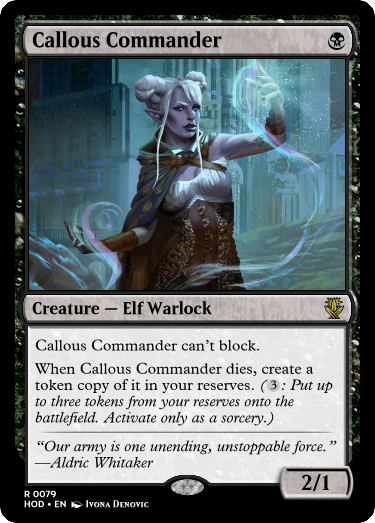 Callous Commander
Creature — Elf Warlock
Callous Commander can't block.
When Callous Commander dies, create a
token copy of it in your reserves. (3: Put up
to three tokens from your reserves onto the
battlefield. Activate only as a sorcery.)
"Our army is one unending, unstoppable force."
—Aldric Whitaker
2/1
R 0079
HOD • EN Ivona Denovic